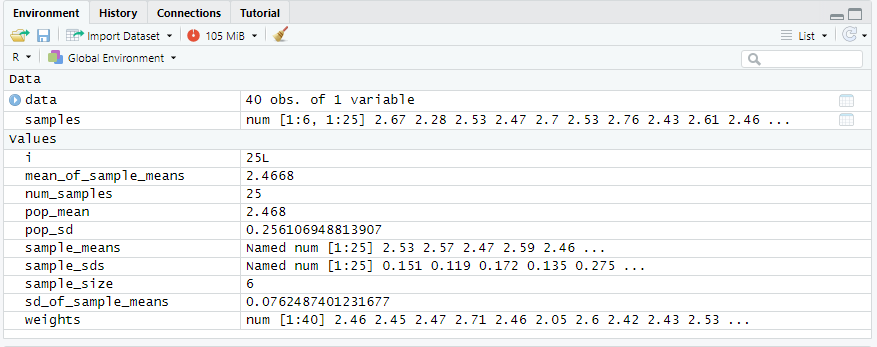 Environment History Connections Tutorial
Import Dataset 105 MiB List
R Global Environment
Data
data 40 obs. of 1 variable
samples num [1:6, 1:25] 2.67 2.28 2.53 2.47 2.7 2.53 2.76 2.43 2.61 2.46 ...
Values
i 25L
mean_of_sample_means 2.4668
num_samples 25
pop_mean 2.468
pop_sd 0.256106948813907
sample_means Named num [1:25] 2.53 2.57 2.47 2.59 2.46 ...
sample_sds Named num [1:25] 0.151 0.119 0.172 0.135 0.275 ...
sample_size 6
sd_of_sample_means 0.0762487401231677
weights num [1:40] 2.46 2.45 2.47 2.71 2.46 2.05 2.6 2.42 2.43 2.53 ...